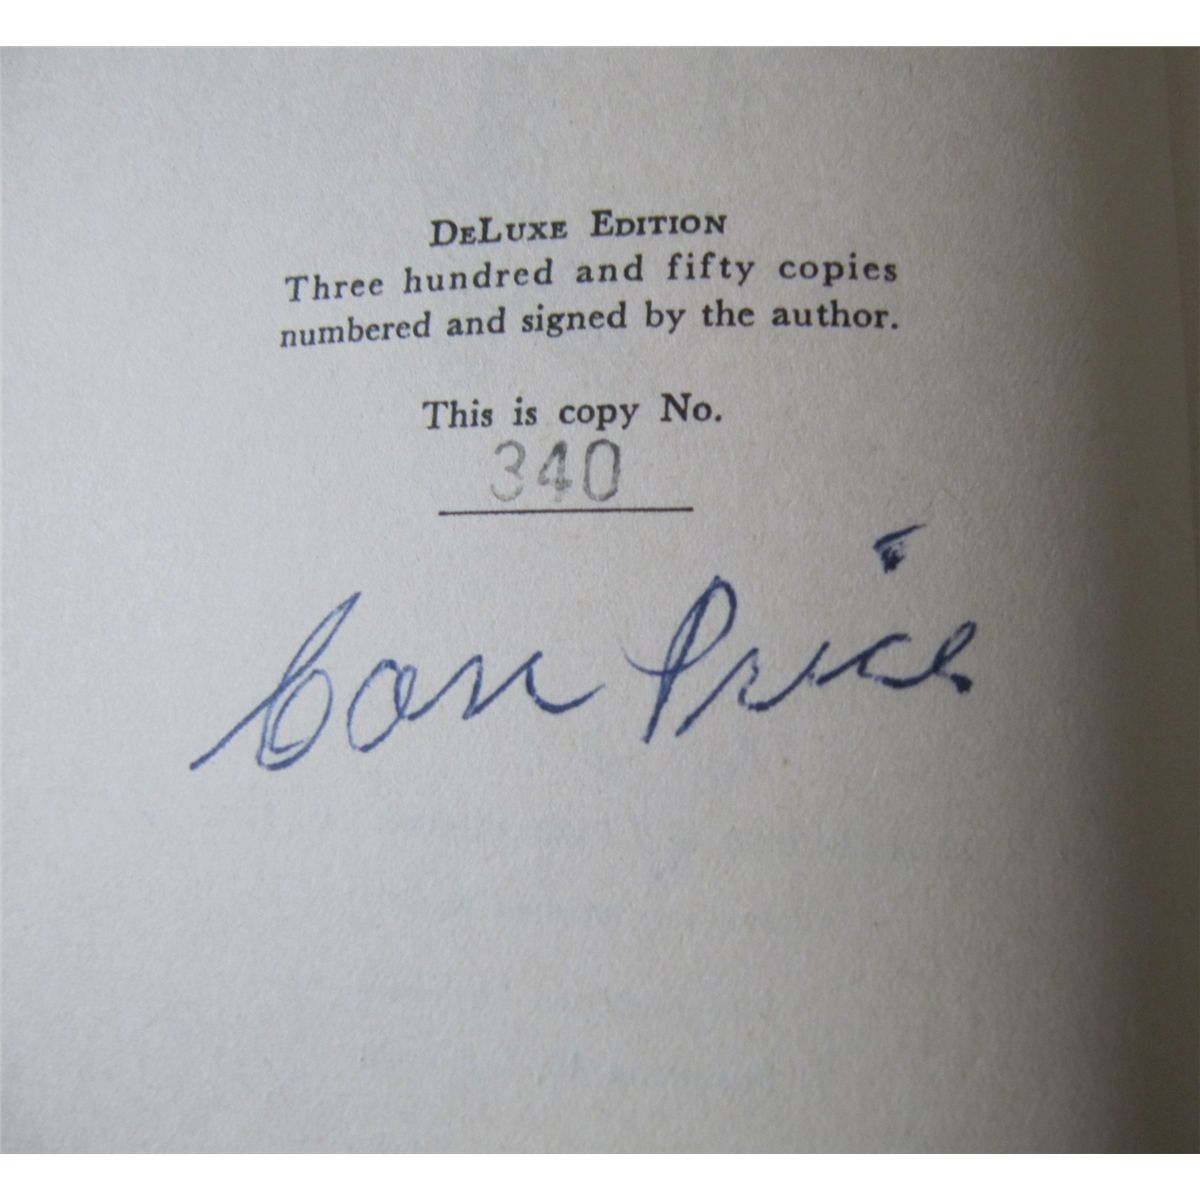 DeLuxe Edition
Three hundred and fifty copies
numbered and signed by the author.
This is copy No.
340
Con Price